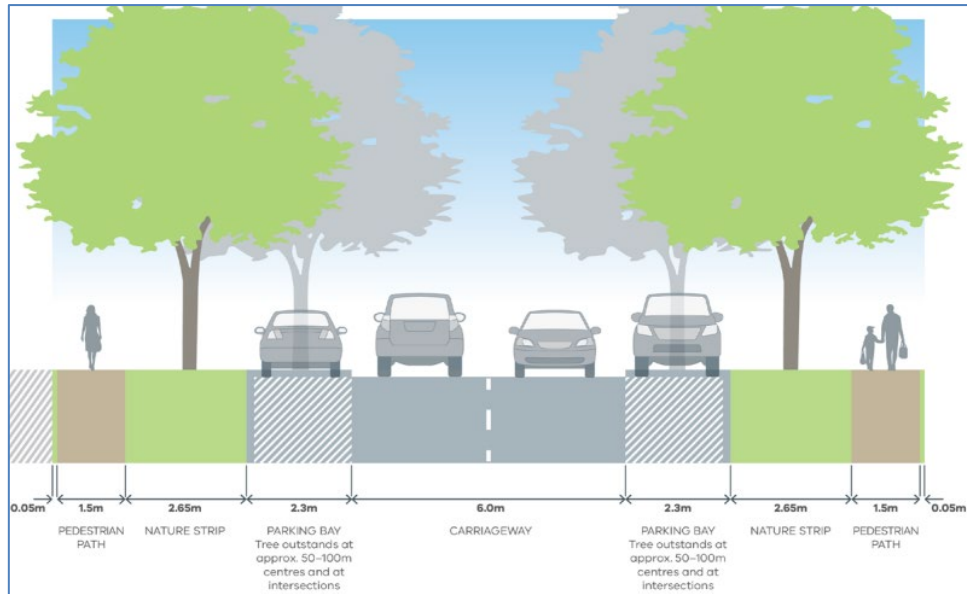 0.05m 1.5m 2.65m 2.3m 6.0m 2.3m 2.65m 1.5m 0.05m
PEDESTRIAN
PATH
NATURE STRIP
PARKING BAY
Tree outstands at
approx. 50–100m
centres and at
intersections
CARRIAGEWAY
PARKING BAY
Tree outstands at
approx. 50–100m
centres and at
intersections
NATURE STRIP
PEDESTRIAN
PATH